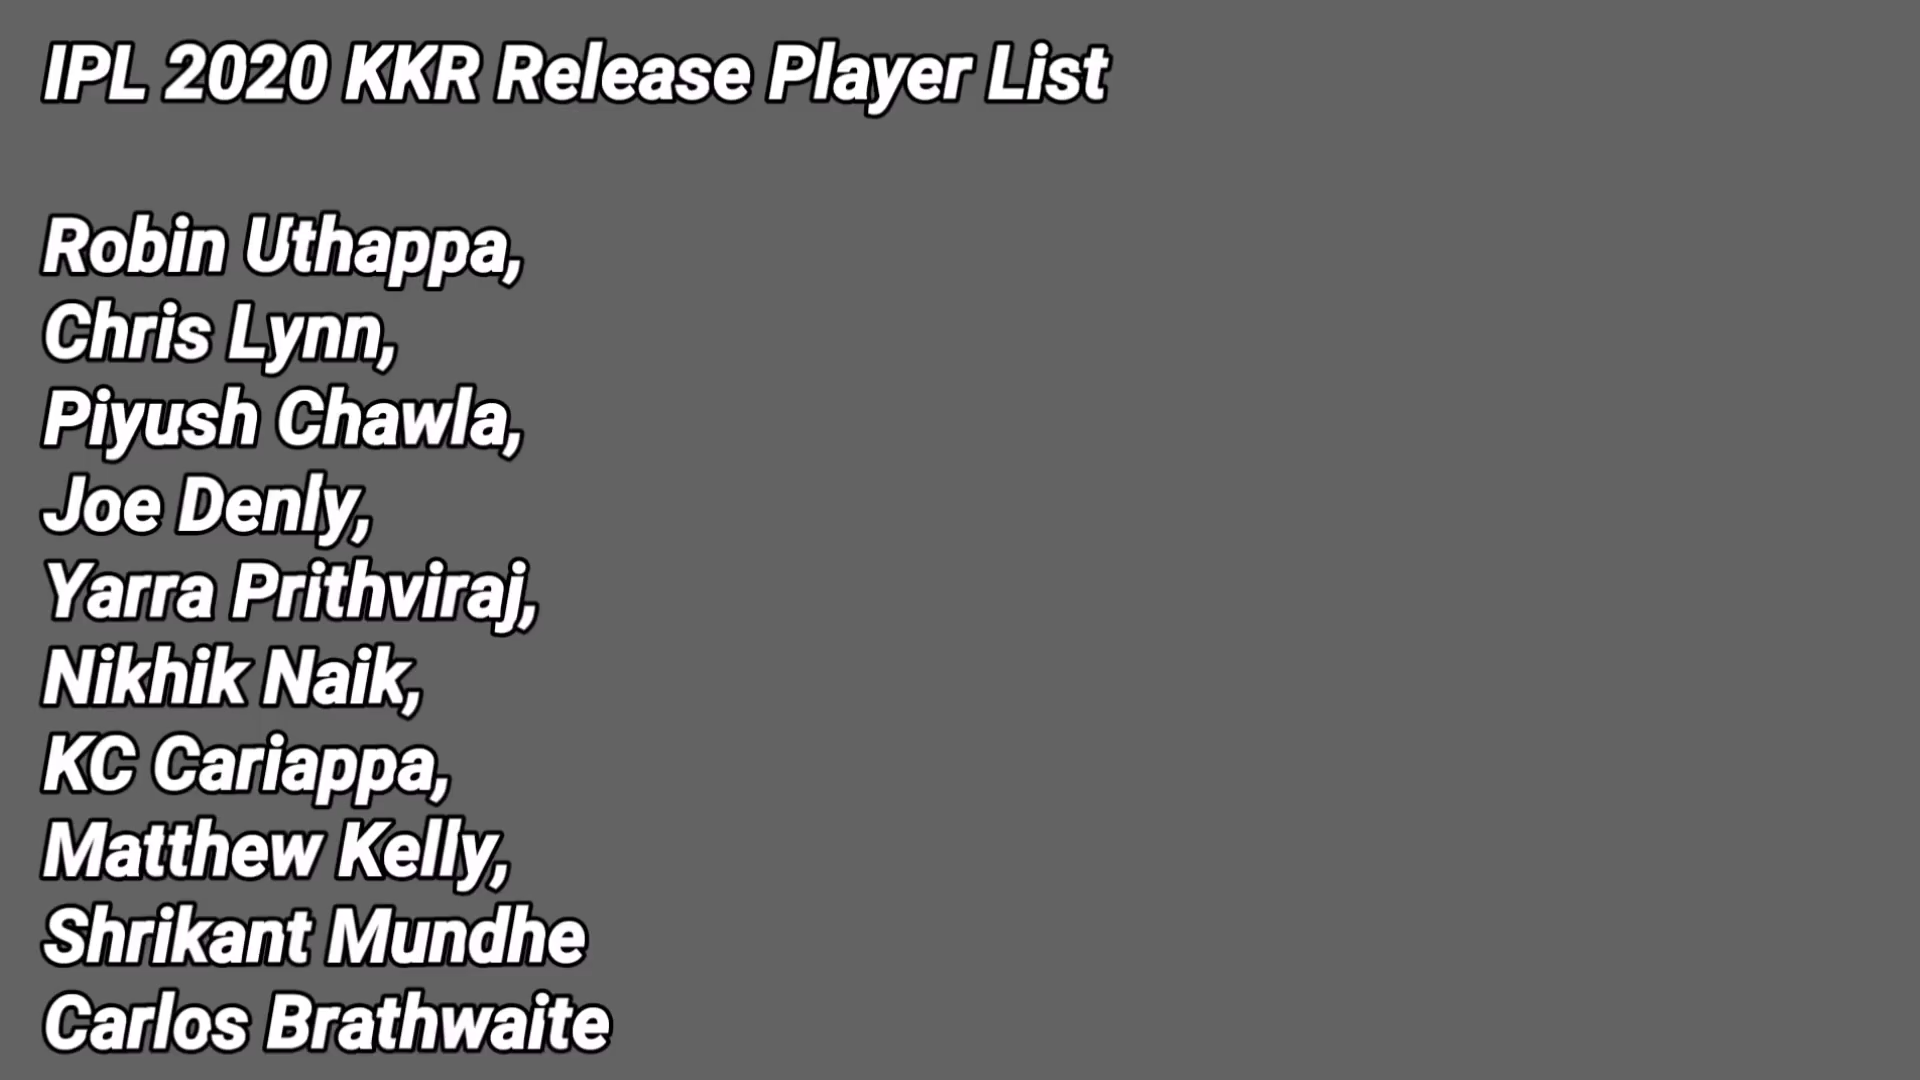 IPL 2020 KKR Release Player List
Robin Uthappa,
Chris Lynn,
Piyush Chawla,
Joe Denly,
Yarra Prithviraj,
Nikhik Naik,
KC Cariappa,
Matthew Kelly,
Shrikant Mundhe
Carlos Brathwaite